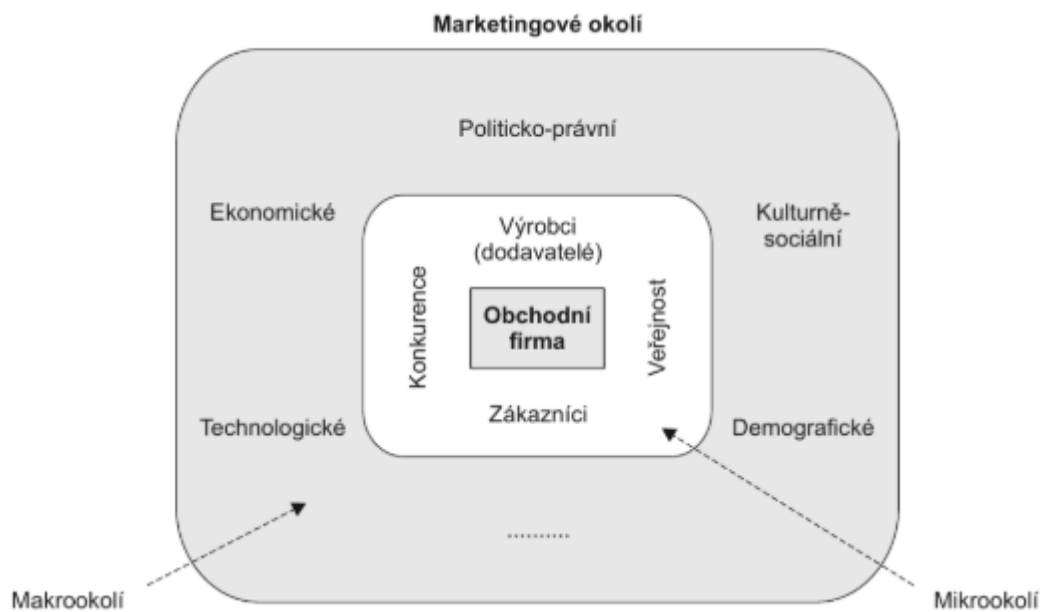 Marketingové okolí
Politicko-právní
Ekonomické
Kulturně-
sociální
Výrobci
(dodavatelé)
Konkurence
Obchodní
firma
Veřejnost
Zákazníci
Technologické
Demografické
..........
Makrookolí
Mikrookolí